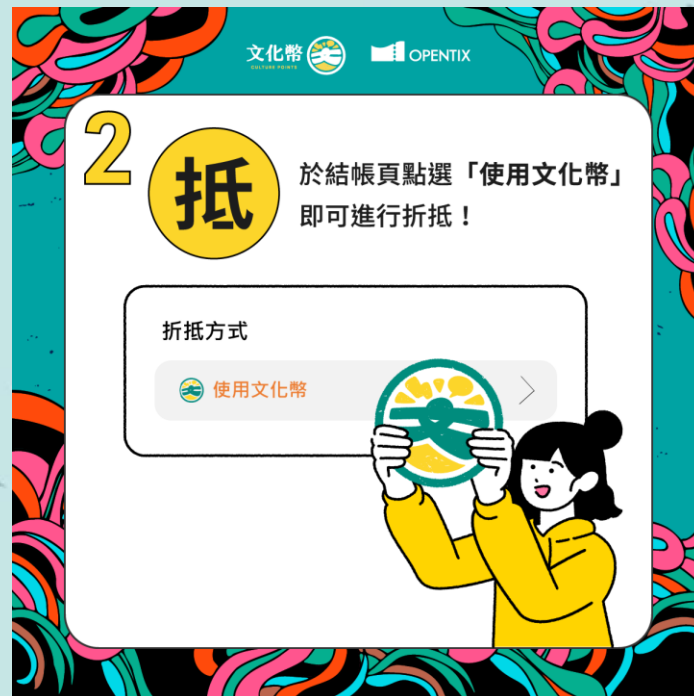 文化幣
CULTURE POINTS
OPENTIX
2
抵
於結帳頁點選「使用文化幣」
即可進行折抵！
折抵方式
使用文化幣
文